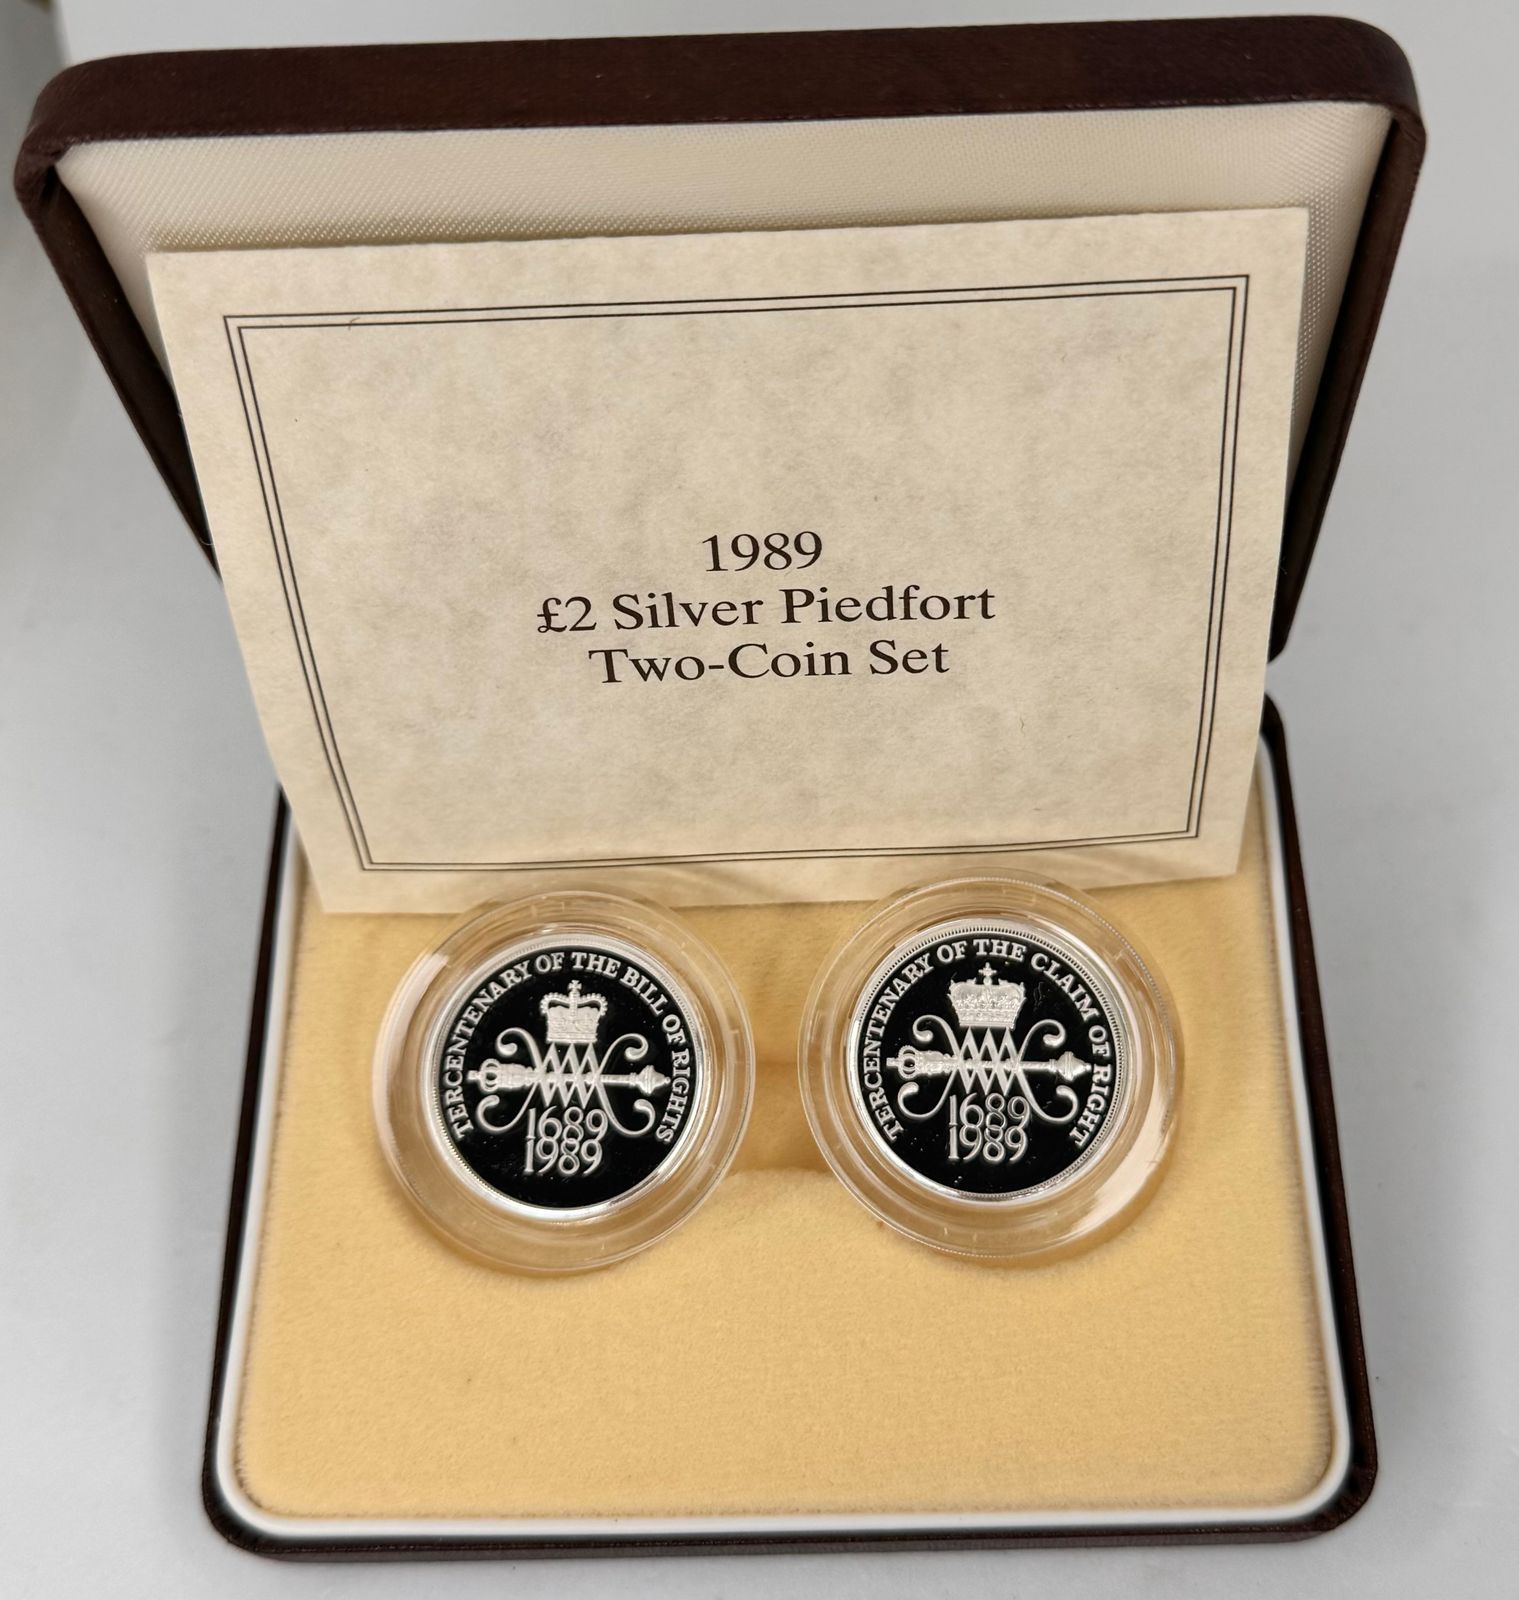 1989
£2 Silver Piedfort
Two-Coin Set
TERCENTENARY OF THE BILL OF RIGHTS
1689
1989
TERCENTENARY OF THE CLAIM OF RIGHT
1689
1989